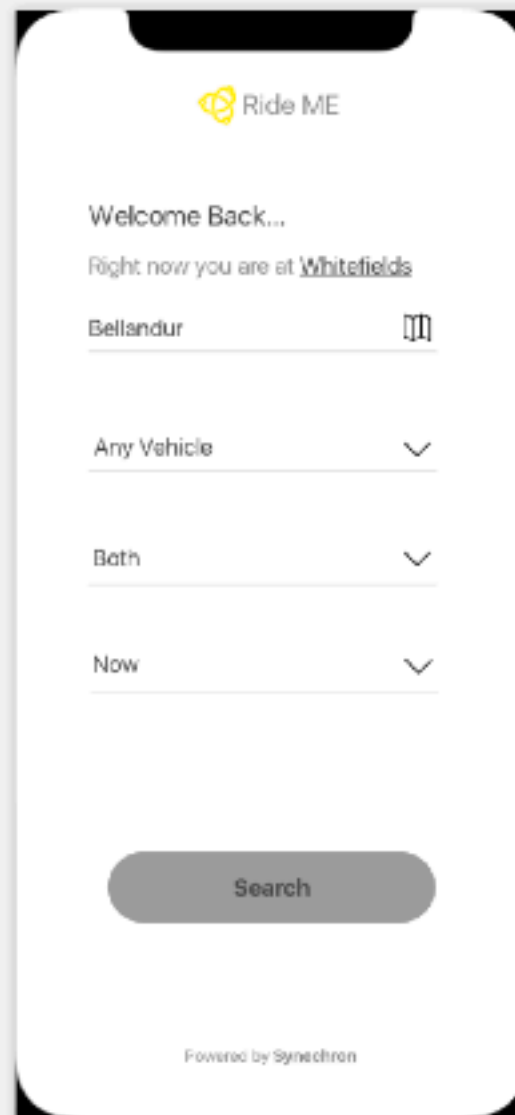 Ride ME
Welcome Back...
Right now you are at Whitefields
Bellandur
Any Vehicle
Both
Now
Search
Powered by Synechron